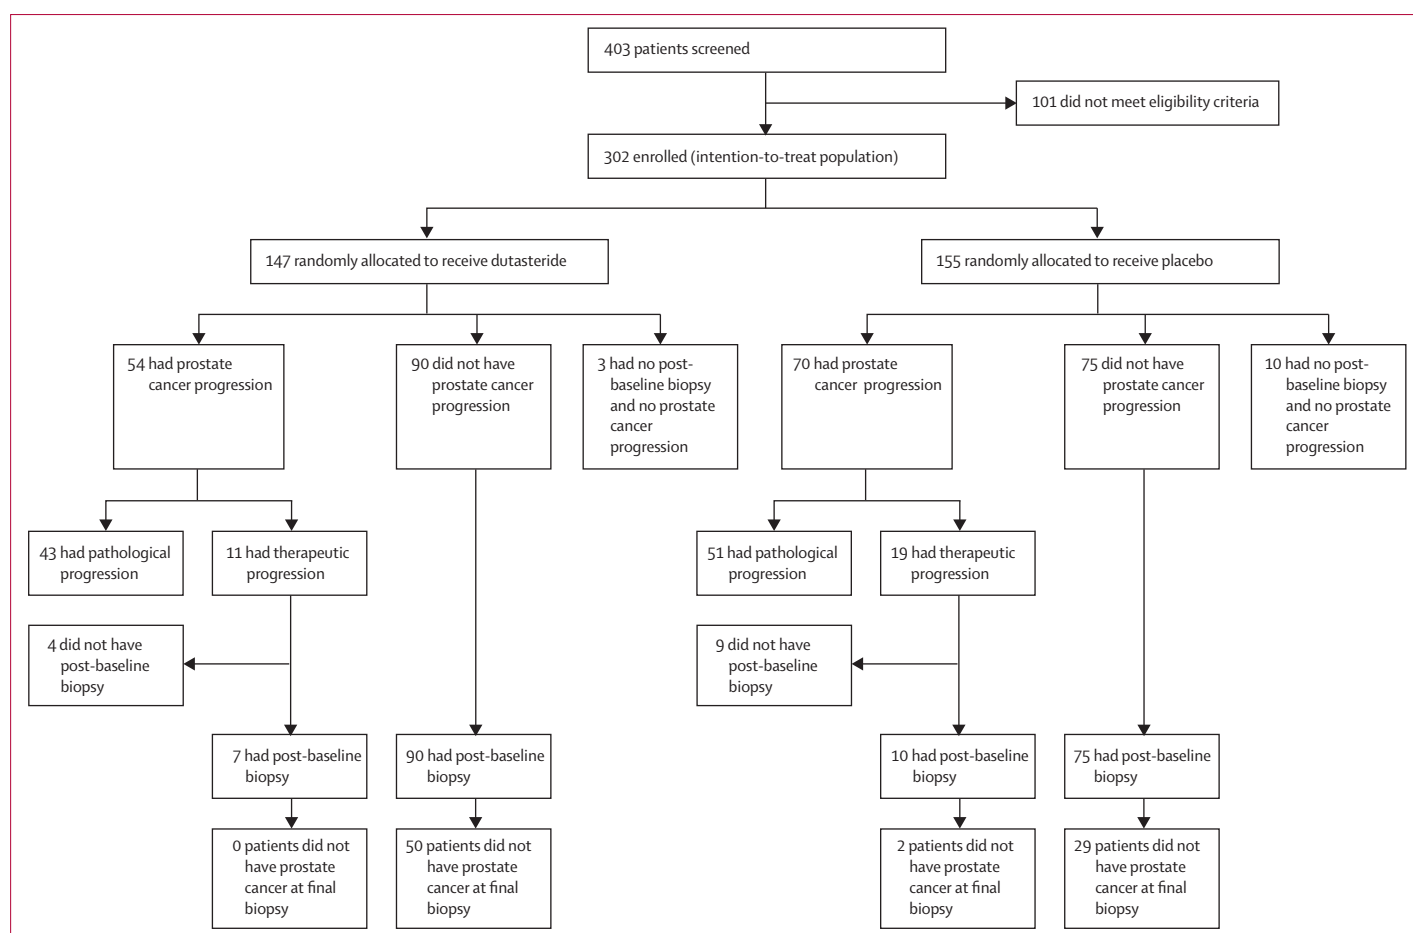 403 patients screened
101 did not meet eligibility criteria
302 enrolled (intention-to-treat population)
147 randomly allocated to receive dutasteride
155 randomly allocated to receive placebo
54 had prostate
cancer progression
90 did not have
prostate cancer
progression
3 had no post-
baseline biopsy
and no prostate
cancer
progression
70 had prostate
cancer progression
75 did not have
prostate cancer
progression
10 had no post-
baseline biopsy
and no prostate
cancer
progression
43 had pathological
progression
11 had therapeutic
progression
51 had pathological
progression
19 had therapeutic
progression
4 did not have
post-baseline
biopsy
9 did not have
post-baseline
biopsy
7 had post-baseline
biopsy
90 had post-baseline
biopsy
10 had post-baseline
biopsy
75 had post-baseline
biopsy
0 patients did not
have prostate
cancer at final
biopsy
50 patients did not
have prostate
cancer at final
biopsy
2 patients did not
have prostate
cancer at final
biopsy
29 patients did not
have prostate
cancer at final
biopsy